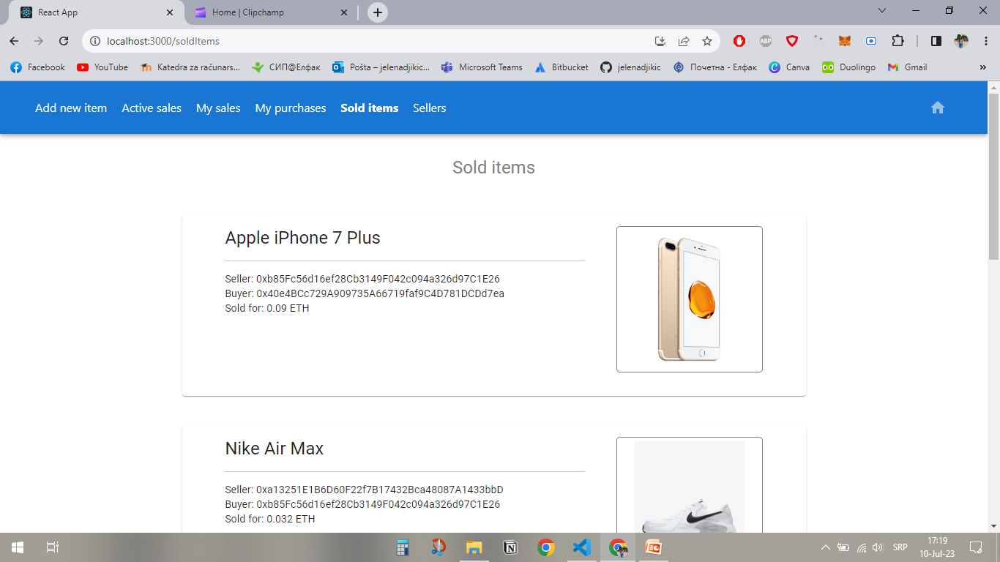 React App
Home | Clipchamp
localhost:3000/soldItems
ABP
Facebook
YouTube
Katedra za računars...
СИП@Елфак
Pošta – jelenadjikic...
Microsoft Teams
Bitbucket
jelenadjikic
Почетна - Елфак
Canva
Duolingo
Gmail
»
Add new item
Active sales
My sales
My purchases
Sold items
Sellers
Sold items
Apple iPhone 7 Plus
Seller: 0xb85Fc56d16ef28Cb3149F042c094a326d97C1E26
Buyer: 0x40e4BCc729A909735A66719faf9C4D781DCDd7ea
Sold for: 0.09 ETH
Nike Air Max
Seller: 0xa13251E1B6D60F22f7B17432Bca48087A1433bbD
Buyer: 0xb85Fc56d16ef28Cb3149F042c094a326d97C1E26
Sold for: 0.032 ETH
SRP
17:19
10-Jul-23